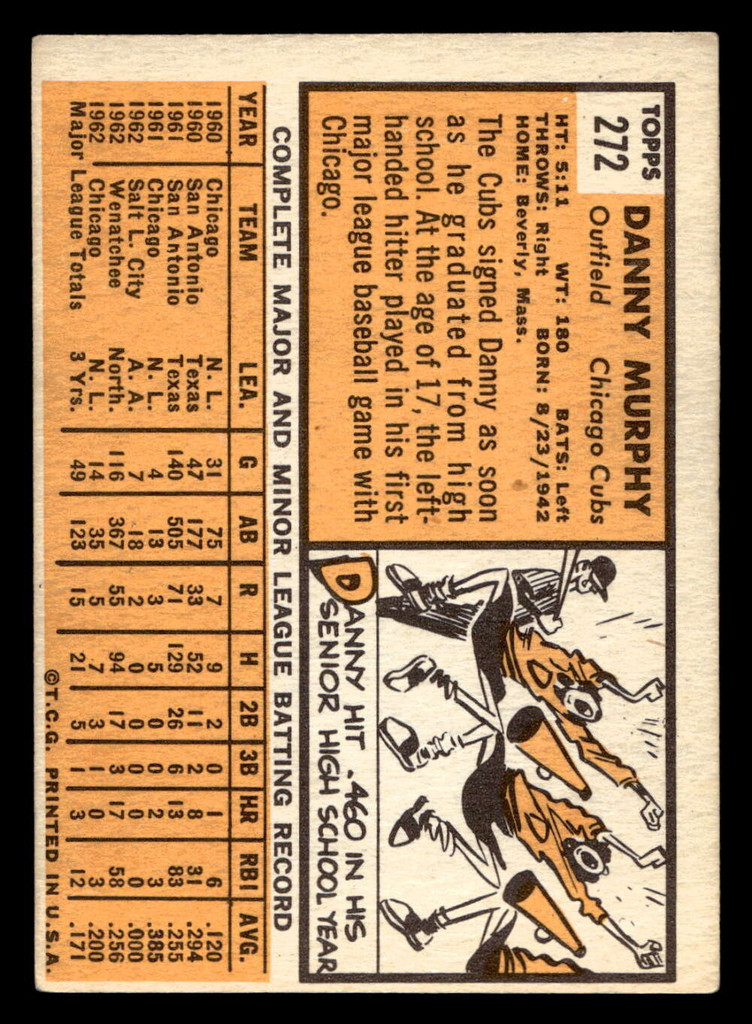 TOPPS
272
DANNY MURPHY
Outfield Chicago Cubs
HT: 5:11 WT: 180 BATS: Left
THROWS: Right BORN: 8/23/1942
HOME: Beverly, Mass.
The Cubs signed Danny as soon
as he graduated from high
school. At the age of 17, the left-
handed hitter played in his first
major league baseball game with
Chicago.
D
D
DANNY HIT .460 IN HIS
SENIOR HIGH SCHOOL YEAR
COMPLETE MAJOR AND MINOR LEAGUE BATTING RECORD
YEAR TEAM LEA. G AB R H 2B 3B HR RBI AVG.
1960 Chicago N. L. 31 75 7 9 2 0 1 6 .120
1960 San Antonio Texas 47 177 33 52 11 2 8 31 .294
1961 San Antonio Texas 140 505 71 129 26 6 13 83 .255
1961 Chicago N. L. 4 13 3 5 0 0 2 3 .385
1962 Salt L. City A. A. 7 18 2 0 0 0 0 0 .000
1962 Wenatchee North. 116 367 55 94 17 3 17 58 .256
1962 Chicago N. L. 14 35 5 7 3 1 0 3 .200
Major League Totals 3 Yrs. 49 123 15 21 5 1 3 12 .171
©T.C.G. PRINTED IN U.S.A.